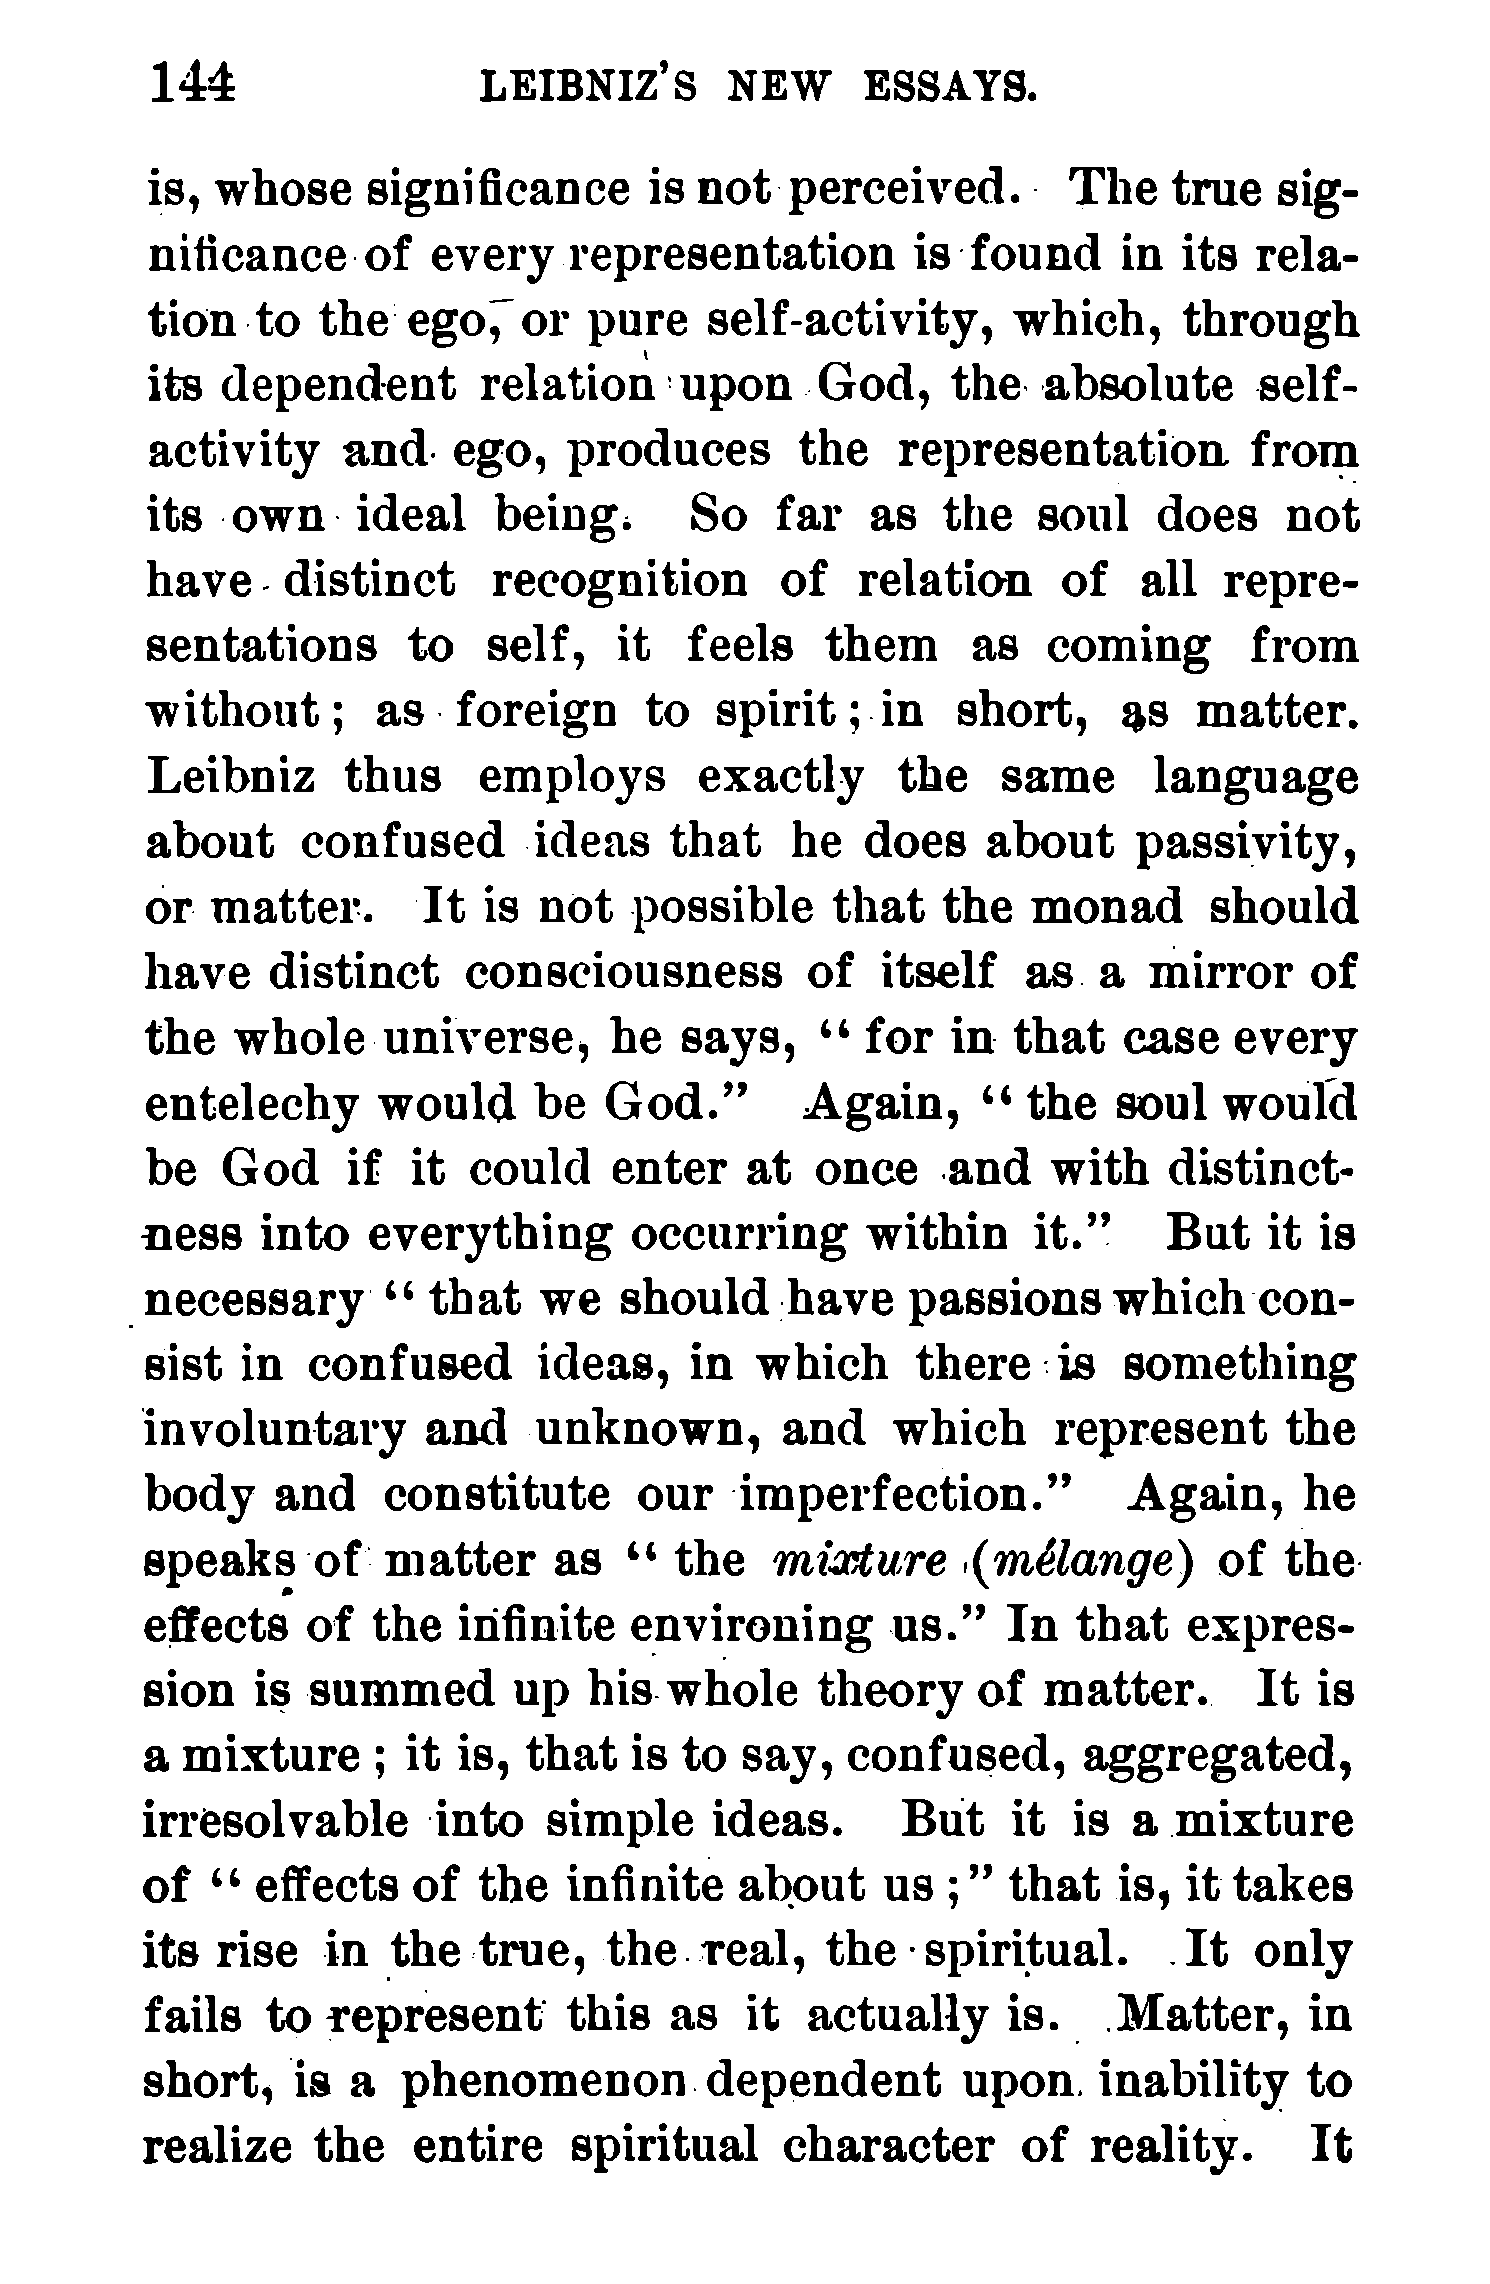 144 LEIBNIZ'S NEW ESSAYS.
is, whose significance is not perceived. The true sig-
nificance of every representation is found in its rela-
tion to the ego, or pure self-activity, which, through
its dependent relation upon God, the absolute self-
activity and ego, produces the representation from
its own ideal being. So far as the soul does not
have distinct recognition of relation of all repre-
sentations to self, it feels them as coming from
without; as foreign to spirit; in short, as matter.
Leibniz thus employs exactly the same language
about confused ideas that he does about passivity,
or matter. It is not possible that the monad should
have distinct consciousness of itself as a mirror of
the whole universe, he says, "for in that case every
entelechy would be God." Again, "the soul would
be God if it could enter at once and with distinct-
ness into everything occurring within it." But it is
necessary "that we should have passions which con-
sist in confused ideas, in which there is something
involuntary and unknown, and which represent the
body and constitute our imperfection." Again, he
speaks of matter as "the mixture (mélange) of the
effects of the infinite environing us." In that expres-
sion is summed up his whole theory of matter. It is
a mixture; it is, that is to say, confused, aggregated,
irresolvable into simple ideas. But it is a mixture
of "effects of the infinite about us;" that is, it takes
its rise in the true, the real, the spiritual. It only
fails to represent this as it actually is. Matter, in
short, is a phenomenon dependent upon inability to
realize the entire spiritual character of reality. It